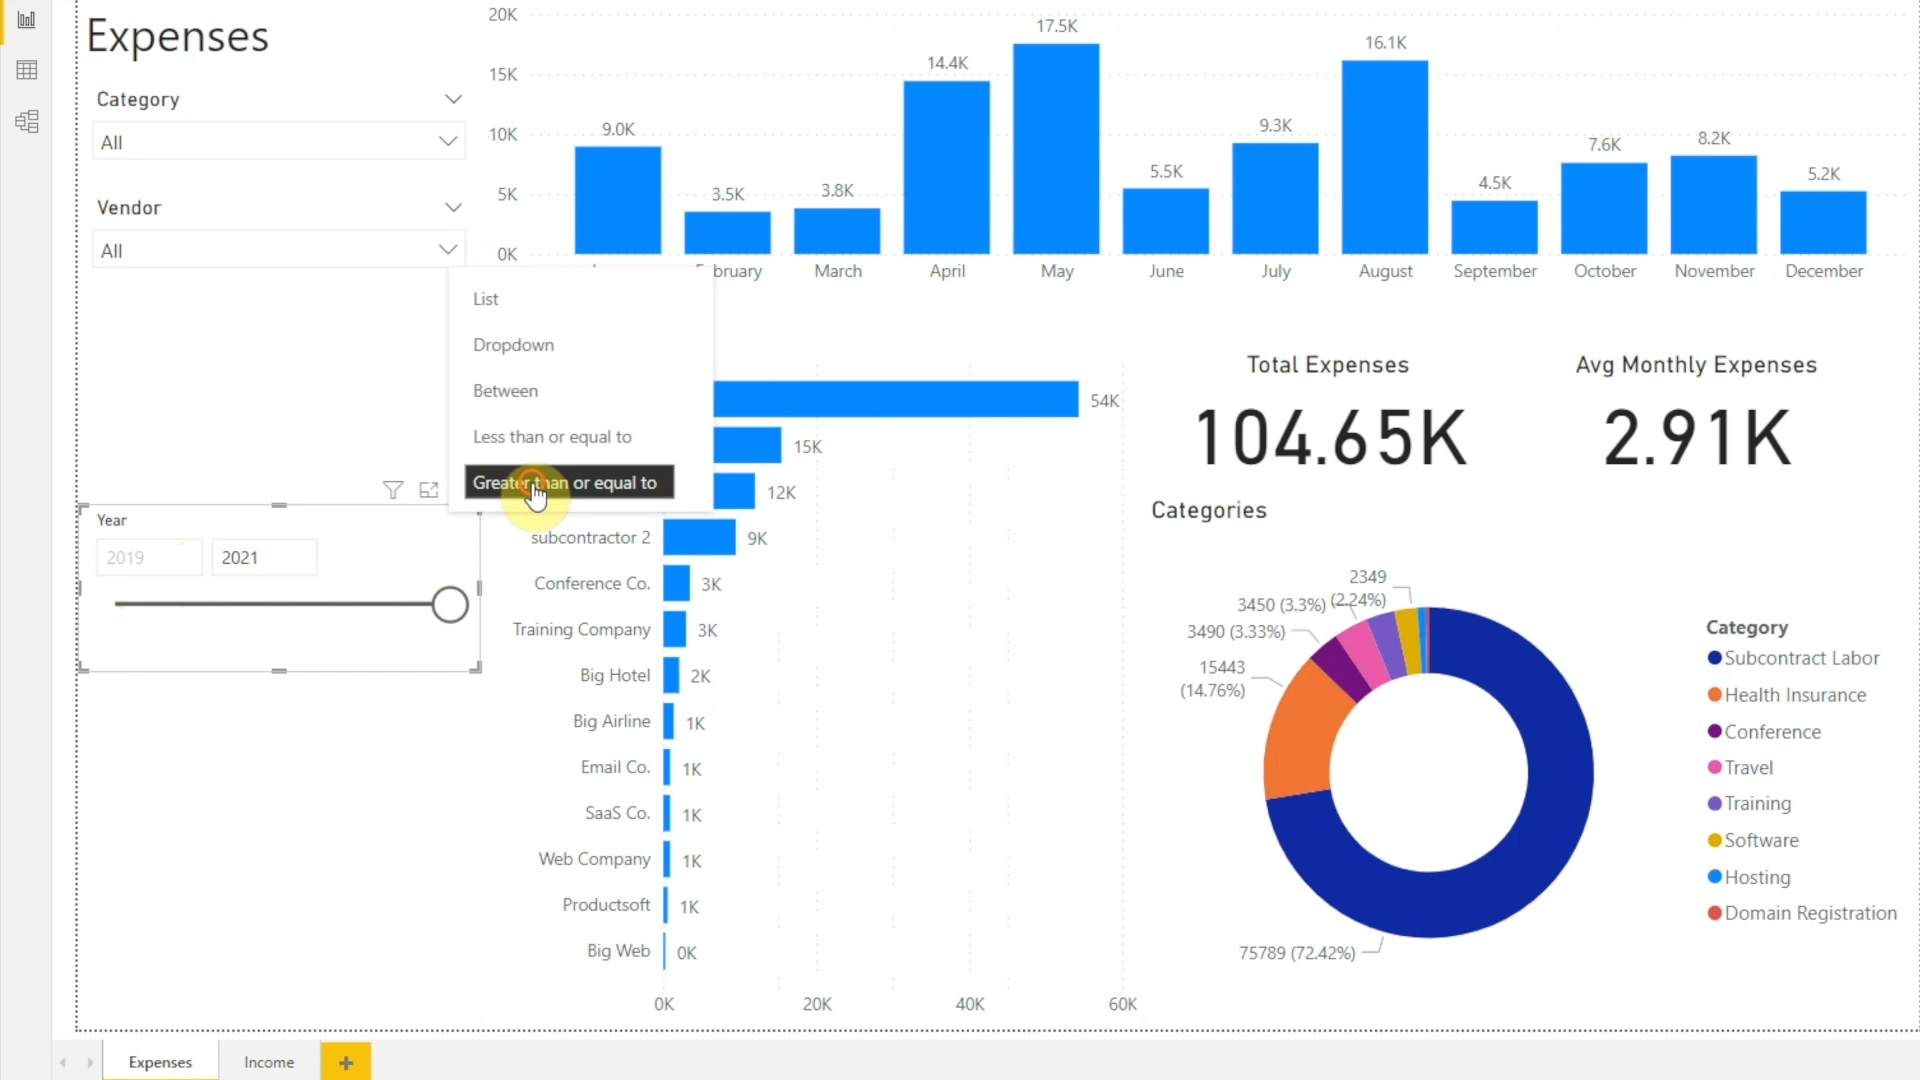 Expenses
Category
All
Vendor
All
20K
15K
10K
5K
0K
9.0K
3.5K
3.8K
14.4K
17.5K
5.5K
9.3K
16.1K
4.5K
7.6K
8.2K
5.2K
bruary
March
April
May
June
July
August
September
October
November
December
List
Dropdown
Between
Less than or equal to
Greater than or equal to
Year
2019
2021
54K
15K
12K
subcontractor 2
9K
Conference Co.
3K
Training Company
3K
Big Hotel
2K
Big Airline
1K
Email Co.
1K
SaaS Co.
1K
Web Company
1K
Productsoft
1K
Big Web
0K
0K
20K
40K
60K
Total Expenses
104.65K
Avg Monthly Expenses
2.91K
Categories
2349
(2.24%)
3450 (3.3%)
3490 (3.33%)
15443
(14.76%)
75789 (72.42%)
Category
Subcontract Labor
Health Insurance
Conference
Travel
Training
Software
Hosting
Domain Registration
Expenses
Income
+